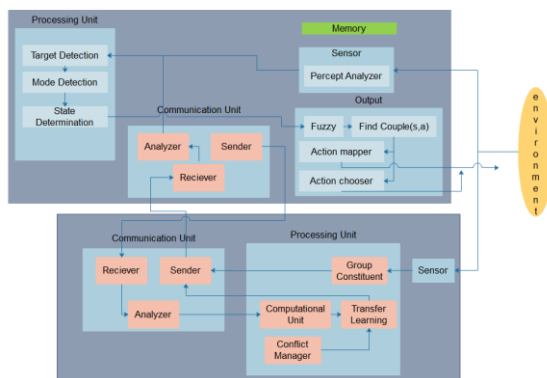 Processing Unit
Memory
Target Detection
Mode Detection
State
Determination
Sensor
Percept Analyzer
Communication Unit
Analyzer
Sender
Reciever
Output
Fuzzy
Find Couple(s,a)
Action mapper
Action chooser
environment
Communication Unit
Reciever
Sender
Analyzer
Processing Unit
Group
Constituent
Sensor
Computational
Unit
Transfer
Learning
Conflict
Manager